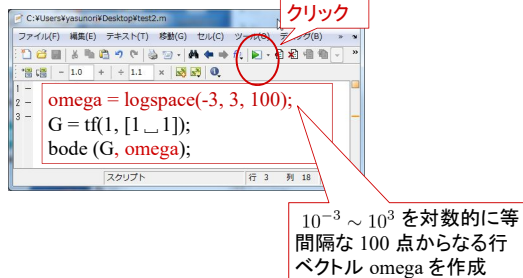 クリック
C:¥Users¥yasunori¥Desktop¥test2.m
ファイル(F) 編集(E) テキスト(T) 移動(G) セル(C) ツール(O) デバッグ(B) »
- 1.0 + ÷ 1.1 ×
1 -
2 -
3 -
omega = logspace(-3, 3, 100);
G = tf(1, [1 ␣ 1]);
bode (G, omega);
スクリプト 行 3 列 18
10⁻³ ∼ 10³ を対数的に等
間隔な 100 点からなる行
ベクトル omega を作成